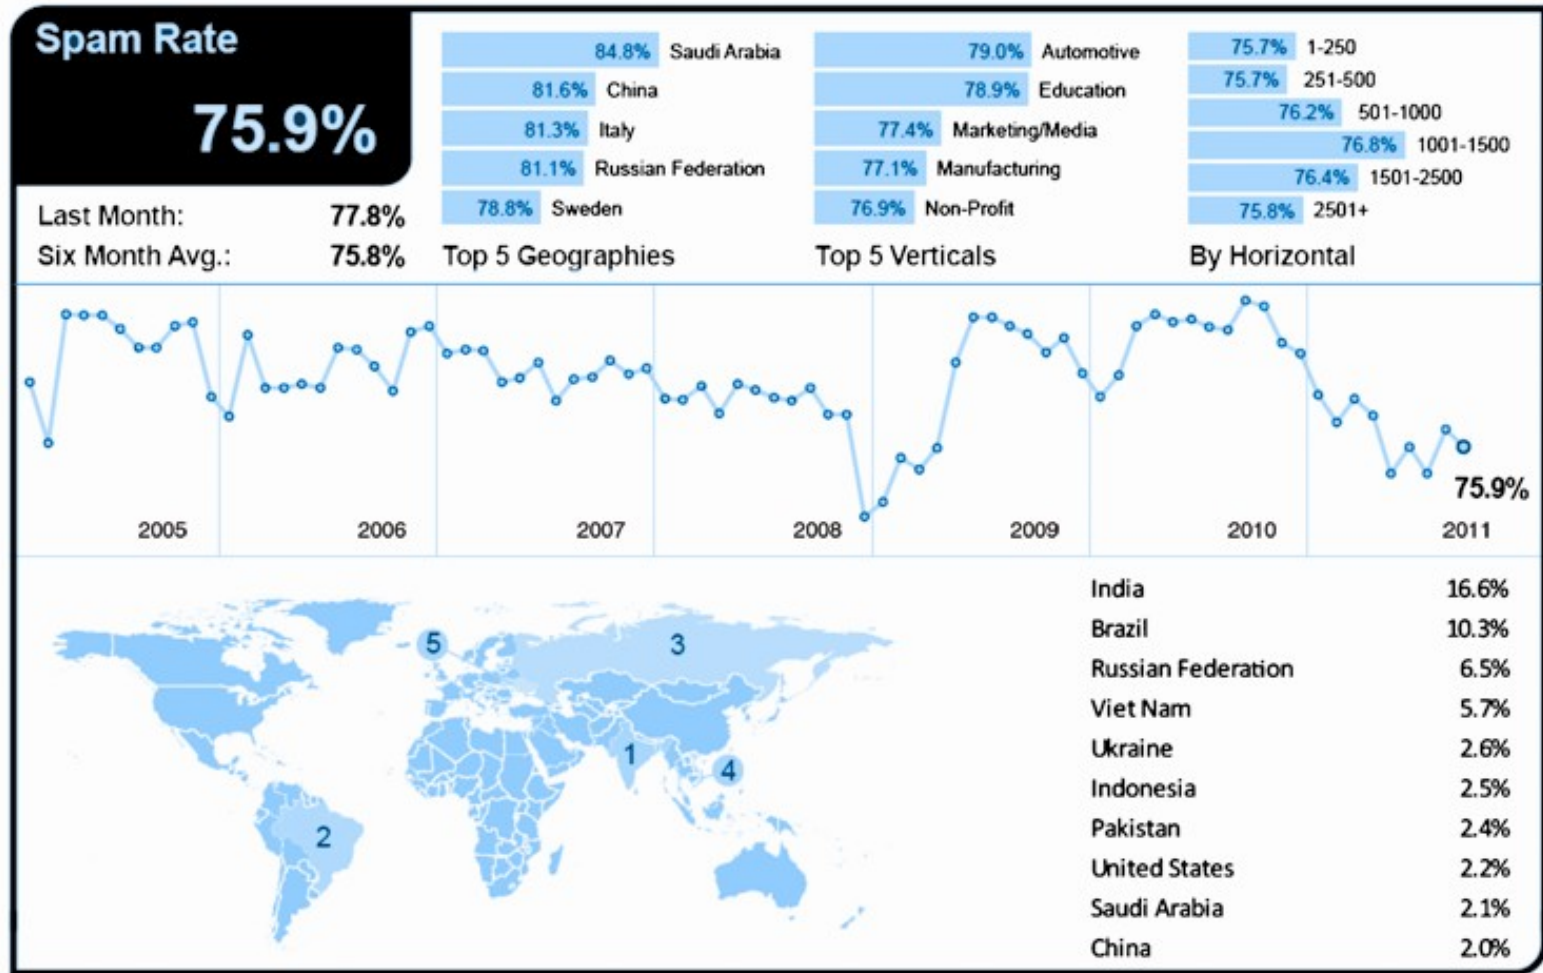 Spam Rate
75.9%
Last Month: 77.8%
Six Month Avg.: 75.8%
84.8% Saudi Arabia
81.6% China
81.3% Italy
81.1% Russian Federation
78.8% Sweden
Top 5 Geographies
79.0% Automotive
78.9% Education
77.4% Marketing/Media
77.1% Manufacturing
76.9% Non-Profit
Top 5 Verticals
75.7% 1-250
75.7% 251-500
76.2% 501-1000
76.8% 1001-1500
76.4% 1501-2500
75.8% 2501+
By Horizontal
75.9%
2005 2006 2007 2008 2009 2010 2011
5
3
1
4
2
India 16.6%
Brazil 10.3%
Russian Federation 6.5%
Viet Nam 5.7%
Ukraine 2.6%
Indonesia 2.5%
Pakistan 2.4%
United States 2.2%
Saudi Arabia 2.1%
China 2.0%